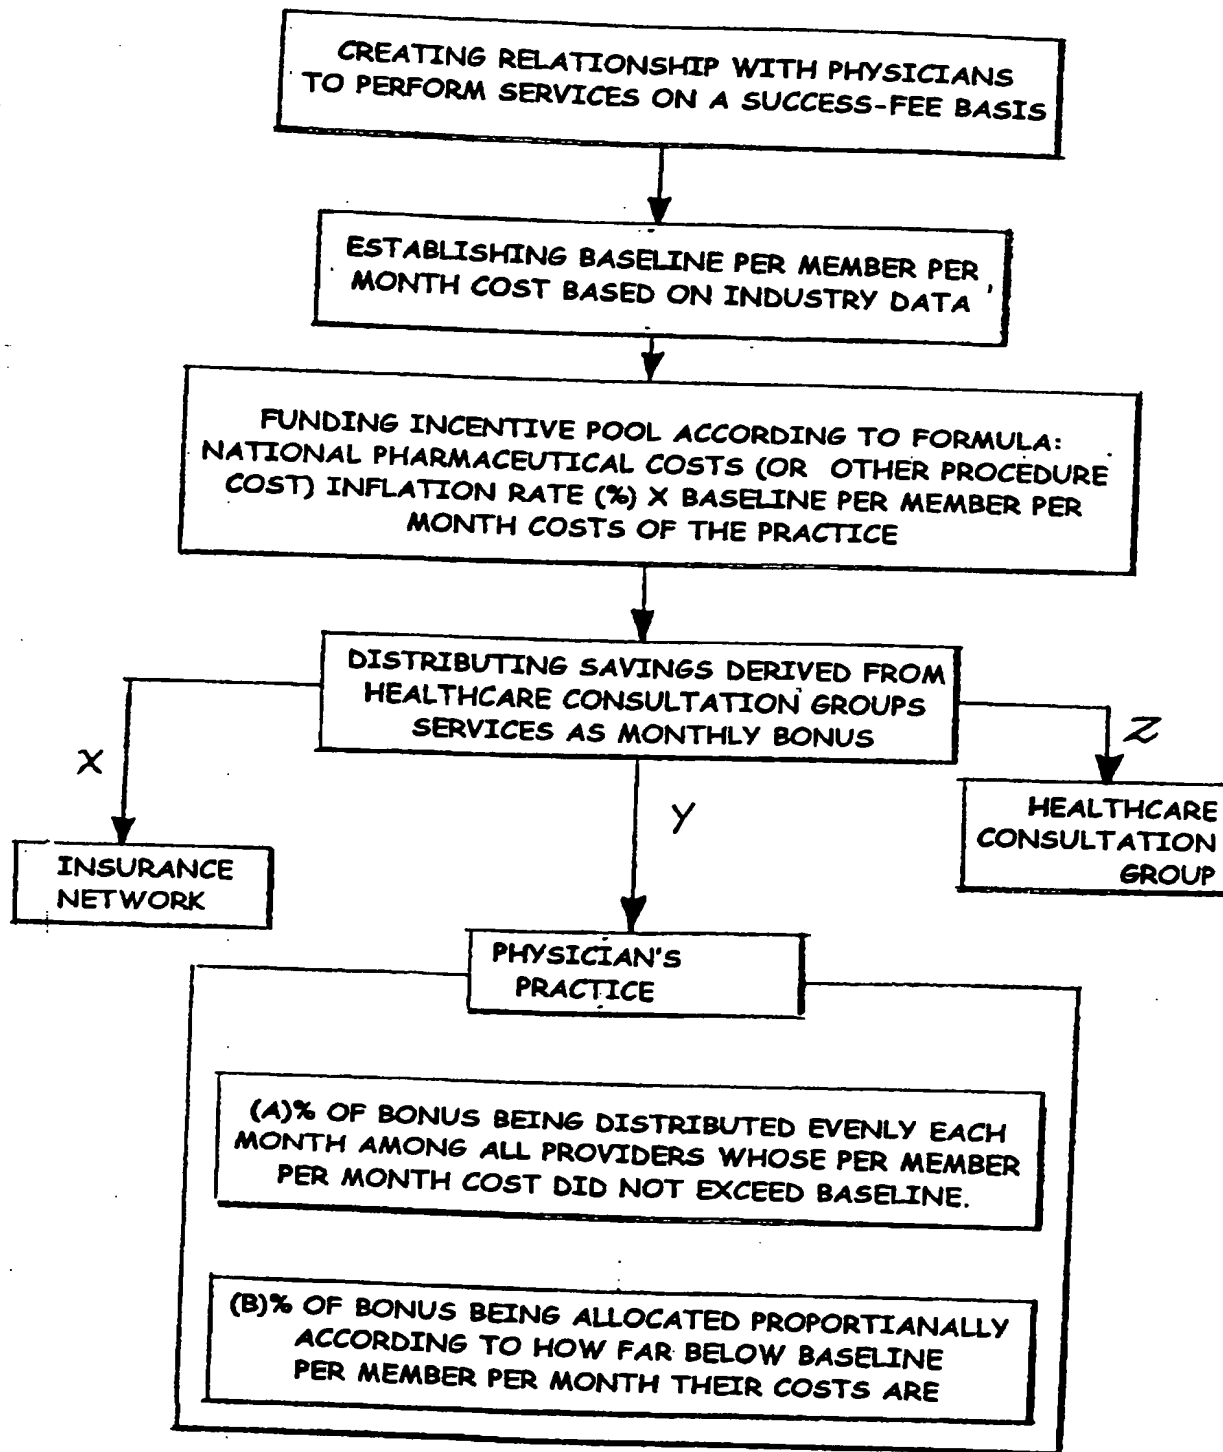 CREATING RELATIONSHIP WITH PHYSICIANS
TO PERFORM SERVICES ON A SUCCESS-FEE BASIS
ESTABLISHING BASELINE PER MEMBER PER
MONTH COST BASED ON INDUSTRY DATA
FUNDING INCENTIVE POOL ACCORDING TO FORMULA:
NATIONAL PHARMACEUTICAL COSTS (OR OTHER PROCEDURE
COST) INFLATION RATE (%) X BASELINE PER MEMBER PER
MONTH COSTS OF THE PRACTICE
DISTRIBUTING SAVINGS DERIVED FROM
HEALTHCARE CONSULTATION GROUPS
SERVICES AS MONTHLY BONUS
X
Y
Z
INSURANCE
NETWORK
HEALTHCARE
CONSULTATION
GROUP
PHYSICIAN'S
PRACTICE
(A)% OF BONUS BEING DISTRIBUTED EVENLY EACH
MONTH AMONG ALL PROVIDERS WHOSE PER MEMBER
PER MONTH COST DID NOT EXCEED BASELINE.
(B)% OF BONUS BEING ALLOCATED PROPORTIANALLY
ACCORDING TO HOW FAR BELOW BASELINE
PER MEMBER PER MONTH THEIR COSTS ARE